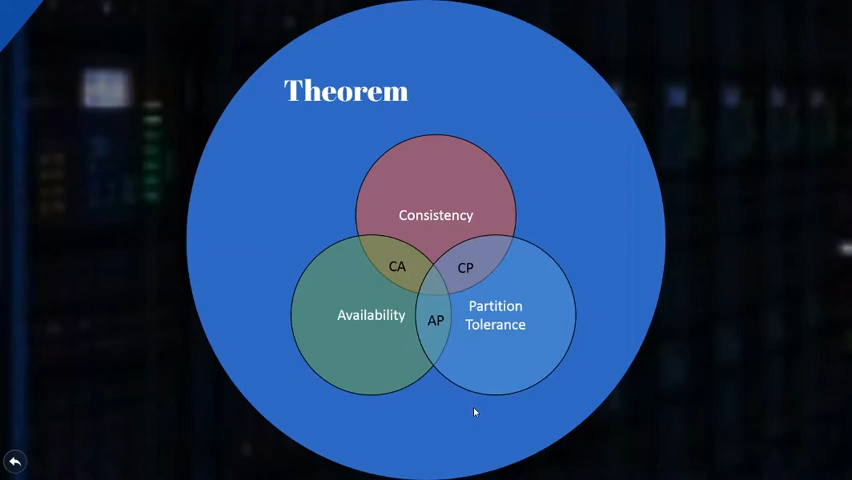 Theorem
Consistency
CA
CP
Availability
AP
Partition
Tolerance